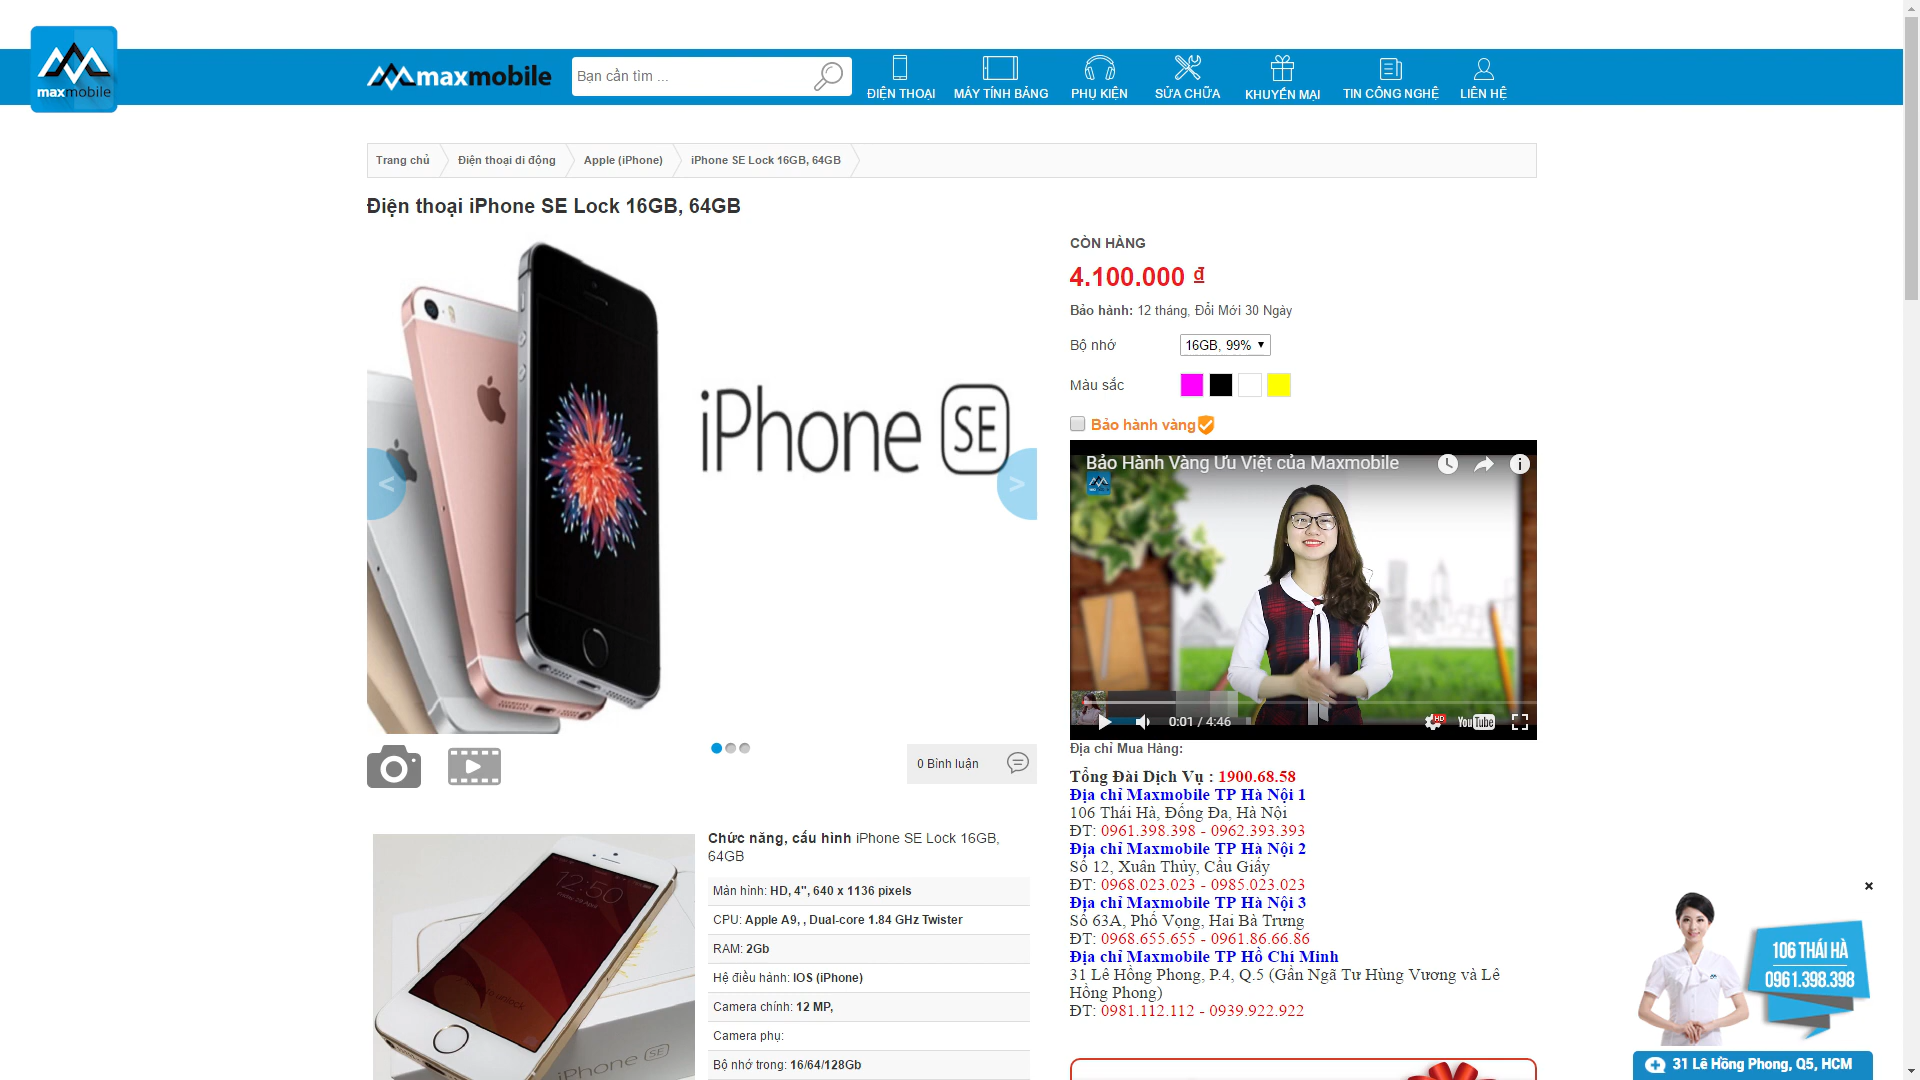 maxmobile
maxmobile
Bạn cần tìm ...
ĐIỆN THOẠI
MÁY TÍNH BẢNG
PHỤ KIỆN
SỬA CHỮA
KHUYẾN MẠI
TIN CÔNG NGHỆ
LIÊN HỆ
Trang chủ
Điện thoại di động
Apple (iPhone)
iPhone SE Lock 16GB, 64GB
Điện thoại iPhone SE Lock 16GB, 64GB
iPhone SE
<
>
0 Bình luận
CÒN HÀNG
4.100.000 ₫
Bảo hành: 12 tháng, Đổi Mới 30 Ngày
Bộ nhớ
16GB, 99%
Màu sắc
Bảo hành vàng
Bảo Hành Vàng Ưu Việt của Maxmobile
0:01 / 4:46
HD
YouTube
Địa chỉ Mua Hàng:
Tổng Đài Dịch Vụ : 1900.68.58
Địa chỉ Maxmobile TP Hà Nội 1
106 Thái Hà, Đống Đa, Hà Nội
ĐT: 0961.398.398 - 0962.393.393
Địa chỉ Maxmobile TP Hà Nội 2
Số 12, Xuân Thủy, Cầu Giấy
ĐT: 0968.023.023 - 0985.023.023
Địa chỉ Maxmobile TP Hà Nội 3
Số 63A, Phố Vọng, Hai Bà Trưng
ĐT: 0968.655.655 - 0961.86.66.86
Địa chỉ Maxmobile TP Hồ Chí Minh
31 Lê Hồng Phong, P.4, Q.5 (Gần Ngã Tư Hùng Vương và Lê
Hồng Phong)
ĐT: 0981.112.112 - 0939.922.922
12:50
iPhone SE
Chức năng, cấu hình iPhone SE Lock 16GB,
64GB
Màn hình: HD, 4", 640 x 1136 pixels
CPU: Apple A9, , Dual-core 1.84 GHz Twister
RAM: 2Gb
Hệ điều hành: IOS (iPhone)
Camera chính: 12 MP,
Camera phụ:
Bộ nhớ trong: 16/64/128Gb
106 THÁI HÀ
0961.398.398
31 Lê Hồng Phong, Q5, HCM